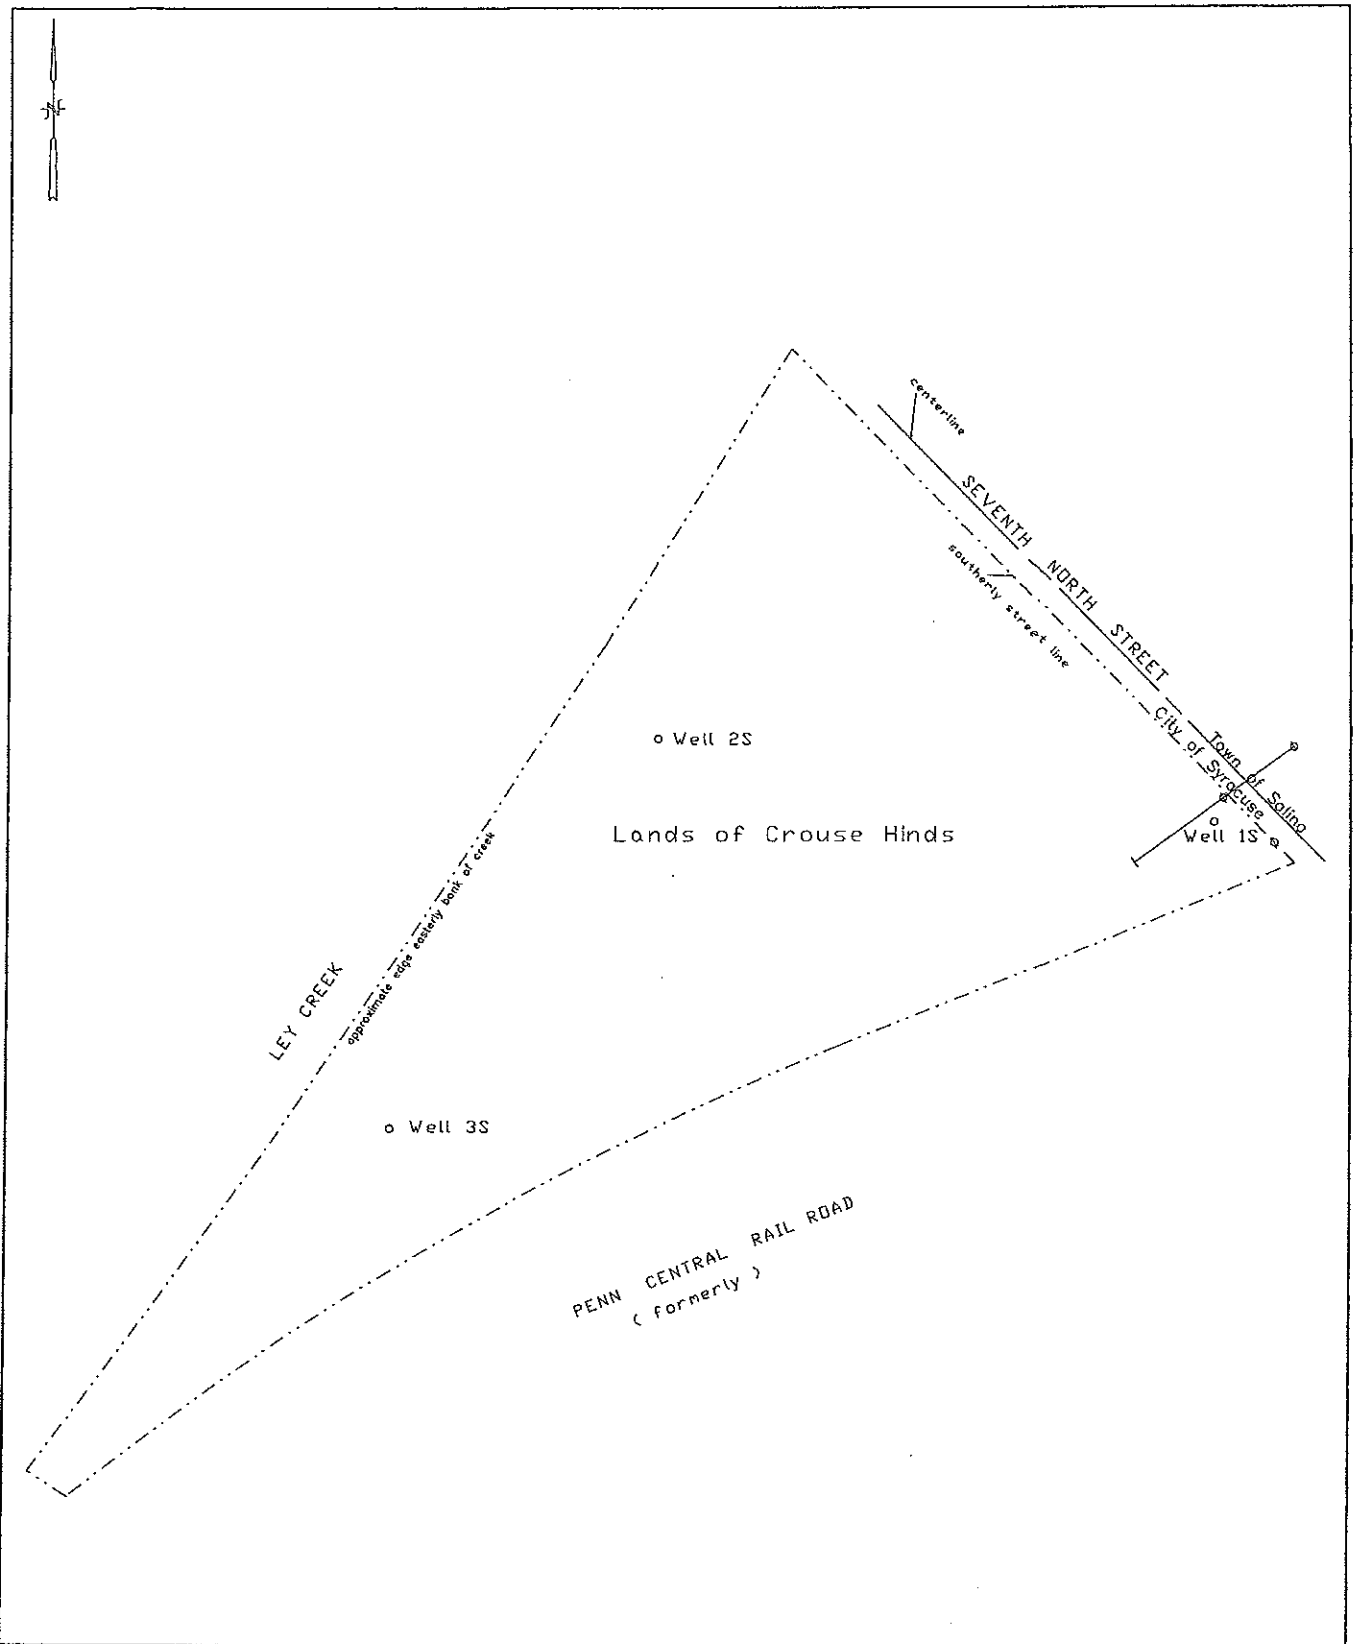 N
centerline
SEVENTH NORTH STREET
southerly street line
City of Syracuse
Town of Salina
Well 2S
Lands of Crouse Hinds
Well 1S
approximate edge easterly bank of creek
LEY CREEK
Well 3S
PENN CENTRAL RAIL ROAD
( formerly )